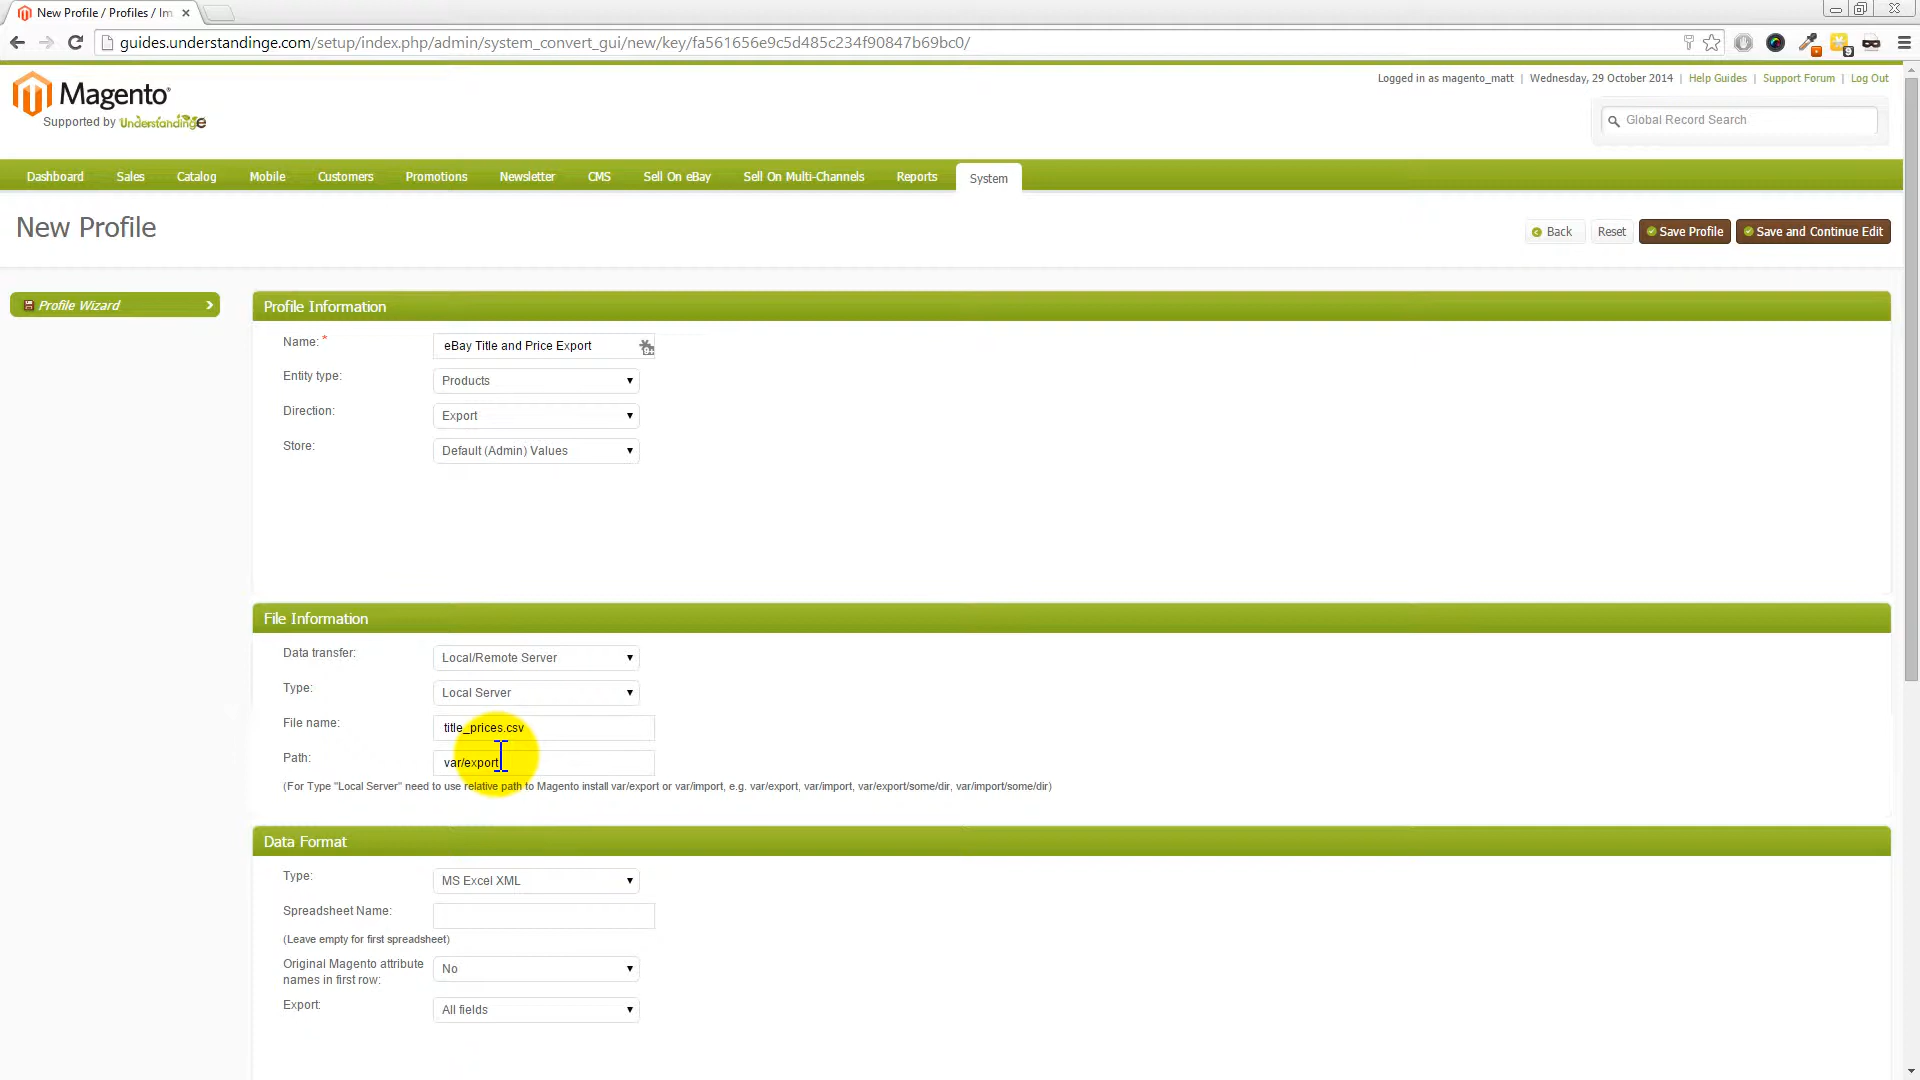 New Profile / Profiles / Im
guides.understandinge.com/setup/index.php/admin/system_convert_gui/new/key/fa561656e9c5d485c234f90847b69bc0/
Magento®
Supported by Understandinge
Logged in as magento_matt | Wednesday, 29 October 2014 | Help Guides | Support Forum | Log Out
Global Record Search
Dashboard Sales Catalog Mobile Customers Promotions Newsletter CMS Sell On eBay Sell On Multi-Channels Reports System
New Profile
Back Reset Save Profile Save and Continue Edit
Profile Wizard
Profile Information
Name: * eBay Title and Price Export
Entity type: Products
Direction: Export
Store: Default (Admin) Values
File Information
Data transfer: Local/Remote Server
Type: Local Server
File name: title_prices.csv
Path: var/export
(For Type "Local Server" need to use relative path to Magento install var/export or var/import, e.g. var/export, var/import, var/export/some/dir, var/import/some/dir)
Data Format
Type: MS Excel XML
Spreadsheet Name:
(Leave empty for first spreadsheet)
Original Magento attribute
names in first row: No
Export: All fields